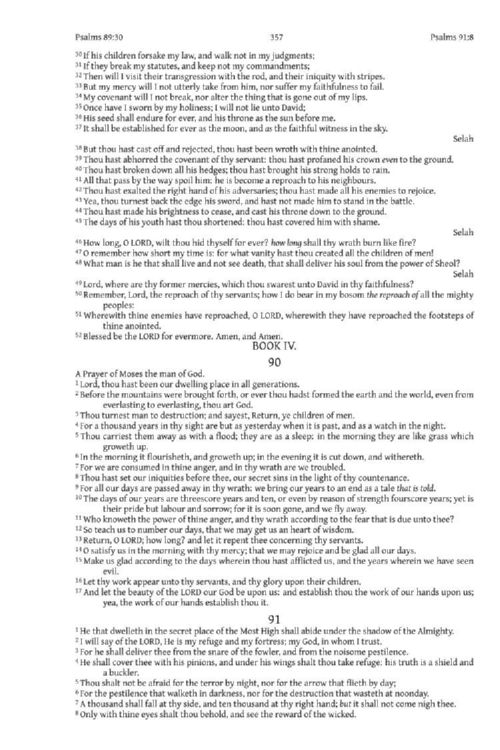 Psalms 89:30 357 Psalms 91:8
30 If his children forsake my law, and walk not in my judgments;
31 If they break my statutes, and keep not my commandments;
32 Then will I visit their transgression with the rod, and their iniquity with stripes.
33 But my mercy will I not utterly take from him, nor suffer my faithfulness to fail.
34 My covenant will I not break, nor alter the thing that is gone out of my lips.
35 Once have I sworn by my holiness; I will not lie unto David;
36 His seed shall endure for ever, and his throne as the sun before me.
37 It shall be established for ever as the moon, and as the faithful witness in the sky.
Selah
38 But thou hast cast off and rejected, thou hast been wroth with thine anointed.
39 Thou hast abhorred the covenant of thy servant: thou hast profaned his crown even to the ground.
40 Thou hast broken down all his hedges; thou hast brought his strong holds to ruin.
41 All that pass by the way spoil him: he is become a reproach to his neighbours.
42 Thou hast exalted the right hand of his adversaries; thou hast made all his enemies to rejoice.
43 Yea, thou turnest back the edge his sword, and hast not made him to stand in the battle.
44 Thou hast made his brightness to cease, and cast his throne down to the ground.
45 The days of his youth hast thou shortened: thou hast covered him with shame.
Selah
46 How long, O LORD, wilt thou hid thyself for ever? how long shall thy wrath burn like fire?
47 O remember how short my time is: for what vanity hast thou created all the children of men!
48 What man is he that shall live and not see death, that shall deliver his soul from the power of Sheol?
Selah
49 Lord, where are thy former mercies, which thou swarest unto David in thy faithfulness?
50 Remember, Lord, the reproach of thy servants; how I do bear in my bosom the reproach of all the mighty
peoples:
51 Wherewith thine enemies have reproached, O LORD, wherewith they have reproached the footsteps of
thine anointed.
52 Blessed be the LORD for evermore. Amen, and Amen.
BOOK IV.
90
A Prayer of Moses the man of God.
1 Lord, thou hast been our dwelling place in all generations.
2 Before the mountains were brought forth, or ever thou hadst formed the earth and the world, even from
everlasting to everlasting, thou art God.
3 Thou turnest man to destruction; and sayest, Return, ye children of men.
4 For a thousand years in thy sight are but as yesterday when it is past, and as a watch in the night.
5 Thou carriest them away as with a flood; they are as a sleep: in the morning they are like grass which
groweth up.
6 In the morning it flourisheth, and groweth up; in the evening it is cut down, and withereth.
7 For we are consumed in thine anger, and in thy wrath are we troubled.
8 Thou hast set our iniquities before thee, our secret sins in the light of thy countenance.
9 For all our days are passed away in thy wrath: we bring our years to an end as a tale that is told.
10 The days of our years are threescore years and ten, or even by reason of strength fourscore years; yet is
their pride but labour and sorrow; for it is soon gone, and we fly away.
11 Who knoweth the power of thine anger, and thy wrath according to the fear that is due unto thee?
12 So teach us to number our days, that we may get us an heart of wisdom.
13 Return, O LORD; how long? and let it repent thee concerning thy servants.
14 O satisfy us in the morning with thy mercy; that we may rejoice and be glad all our days.
15 Make us glad according to the days wherein thou hast afflicted us, and the years wherein we have seen
evil.
16 Let thy work appear unto thy servants, and thy glory upon their children.
17 And let the beauty of the LORD our God be upon us: and establish thou the work of our hands upon us;
yea, the work of our hands establish thou it.
91
1 He that dwelleth in the secret place of the Most High shall abide under the shadow of the Almighty.
2 I will say of the LORD, He is my refuge and my fortress; my God, in whom I trust.
3 For he shall deliver thee from the snare of the fowler, and from the noisome pestilence.
4 He shall cover thee with his pinions, and under his wings shalt thou take refuge: his truth is a shield and
a buckler.
5 Thou shalt not be afraid for the terror by night, nor for the arrow that flieth by day;
6 For the pestilence that walketh in darkness, nor for the destruction that wasteth at noonday.
7 A thousand shall fall at thy side, and ten thousand at thy right hand; but it shall not come nigh thee.
8 Only with thine eyes shalt thou behold, and see the reward of the wicked.